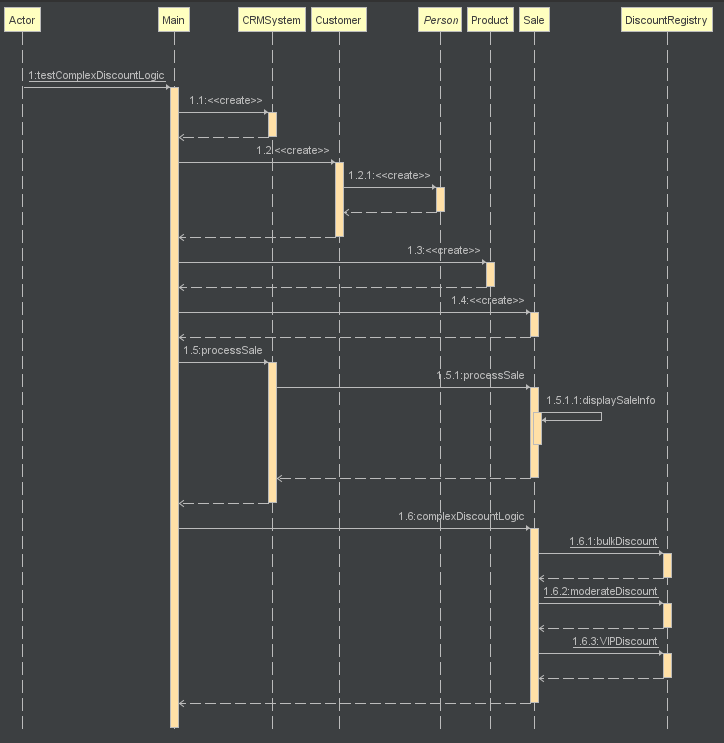 Actor Main CRMSystem Customer Person Product Sale DiscountRegistry
1:testComplexDiscountLogic
1.1:<<create>>
1.2:<<create>>
1.2.1:<<create>>
1.3:<<create>>
1.4:<<create>>
1.5:processSale
1.5.1:processSale
1.5.1.1:displaySaleInfo
1.6:complexDiscountLogic
1.6.1:bulkDiscount
1.6.2:moderateDiscount
1.6.3:VIPDiscount